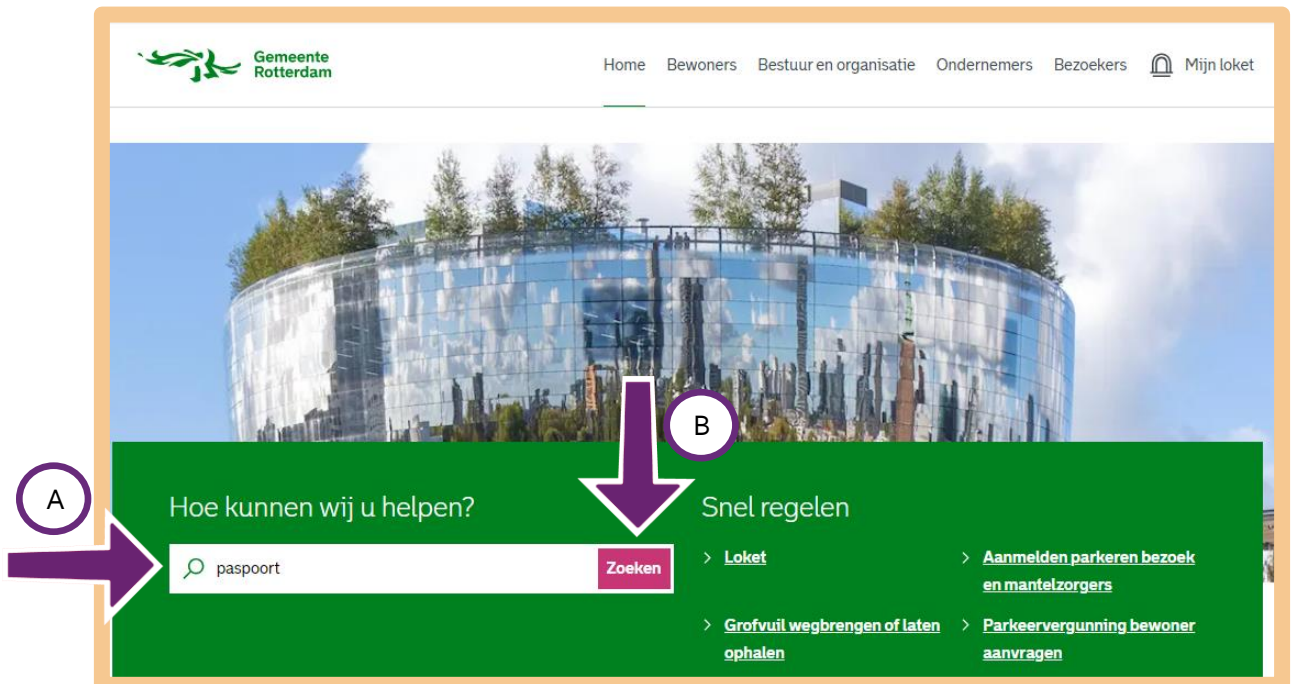 Gemeente
Rotterdam
Home Bewoners Bestuur en organisatie Ondernemers Bezoekers Mijn loket
B
A
Hoe kunnen wij u helpen?
paspoort Zoeken
Snel regelen
Loket
Aanmelden parkeren bezoek
en mantelzorgers
Grofvuil wegbrengen of laten
ophalen
Parkeervergunning bewoner
aanvragen